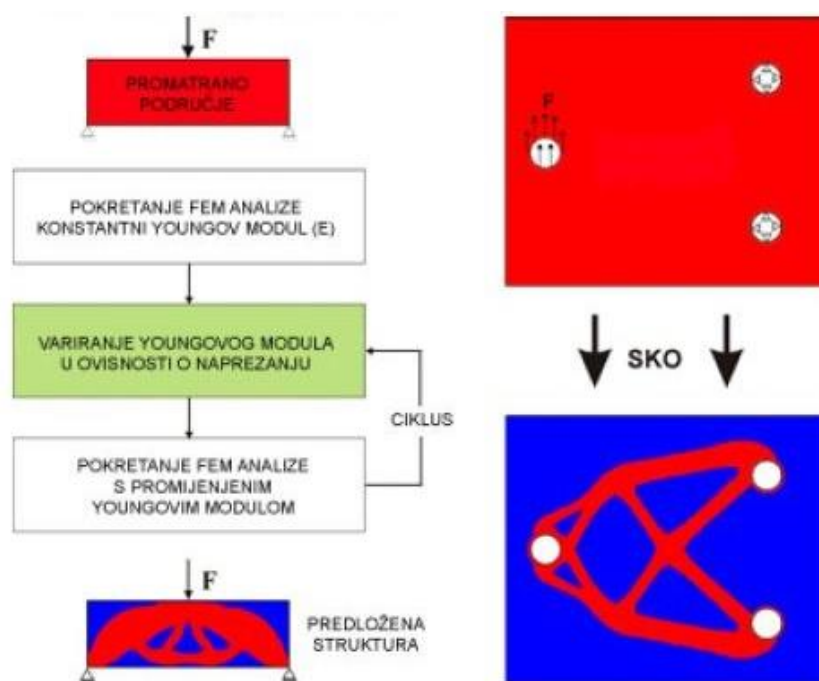 F
PROMATRANO
PODRUČJE
POKRETANJE FEM ANALIZE
KONSTANTNI YOUNGOV MODUL (E)
VARIRANJE YOUNGOVOG MODULA
U OVISNOSTI O NAPREZANJU
CIKLUS
POKRETANJE FEM ANALIZE
S PROMIJENJENIM
YOUNGOVIM MODULOM
F
PREDLOŽENA
STRUKTURA
F
SKO